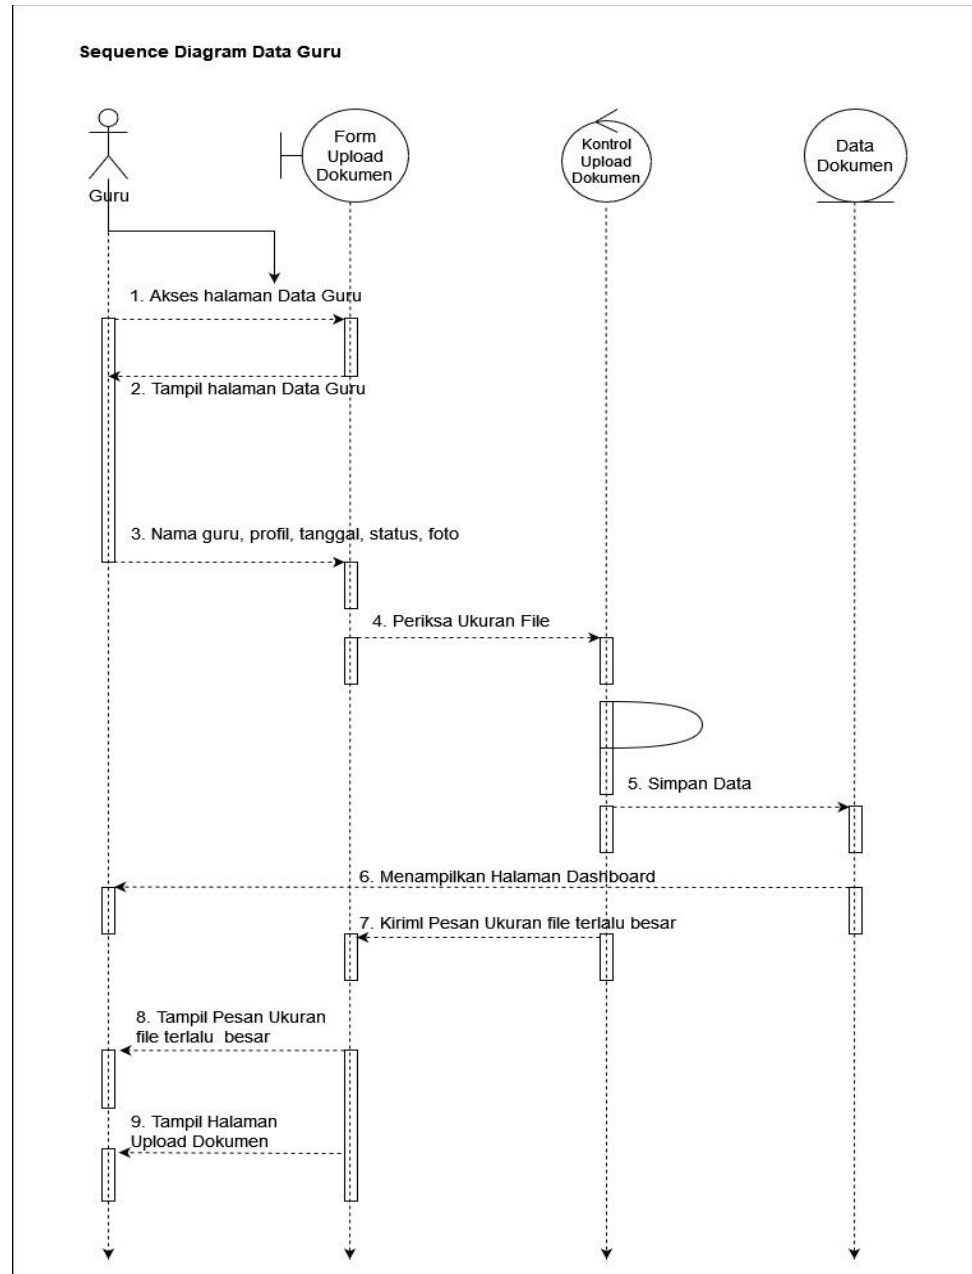 Sequence Diagram Data Guru
Guru
Form
Upload
Dokumen
Kontrol
Upload
Dokumen
Data
Dokumen
1. Akses halaman Data Guru
2. Tampil halaman Data Guru
3. Nama guru, profil, tanggal, status, foto
4. Periksa Ukuran File
5. Simpan Data
6. Menampilkan Halaman Dashboard
7. Kiriml Pesan Ukuran file terlalu besar
8. Tampil Pesan Ukuran
file terlalu besar
9. Tampil Halaman
Upload Dokumen